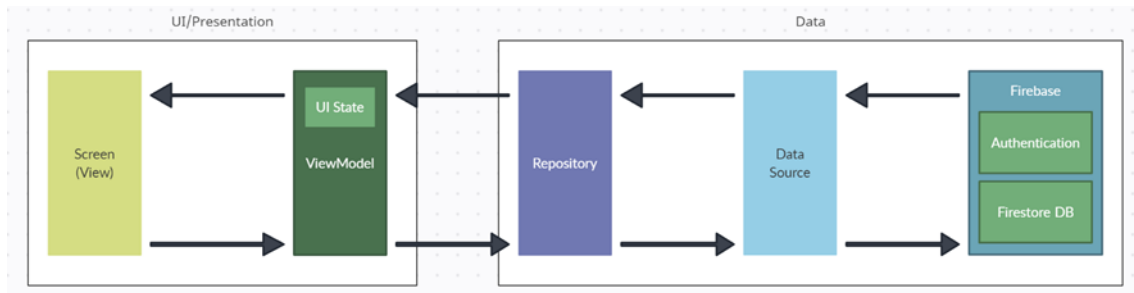 UI/Presentation
Data
Screen
(View)
UI State
ViewModel
Repository
Data
Source
Firebase
Authentication
Firestore DB